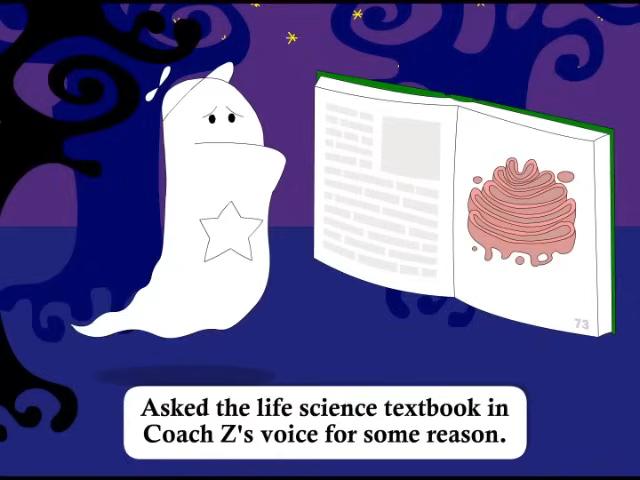 73
Asked the life science textbook in
Coach Z's voice for some reason.